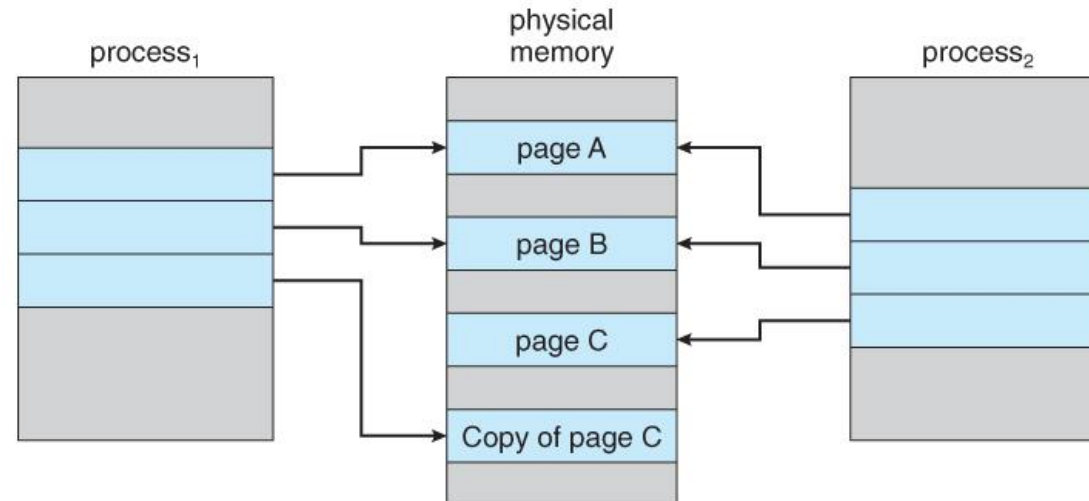 process₁
physical
memory
process₂
page A
page B
page C
Copy of page C